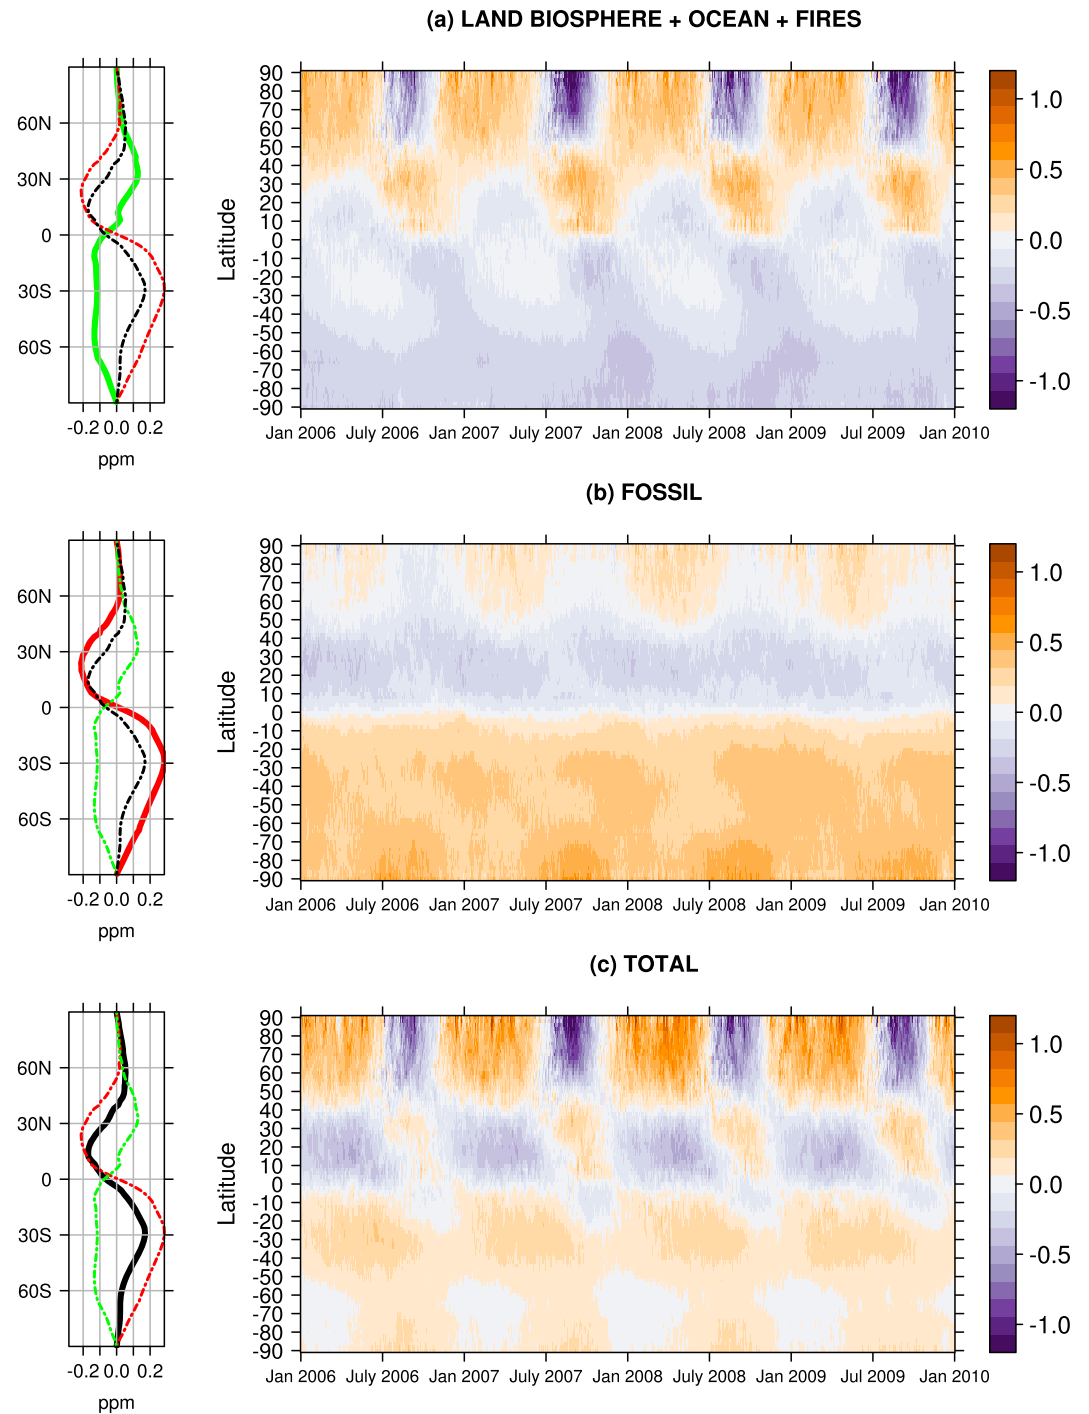 (a) LAND BIOSPHERE + OCEAN + FIRES
60N
30N
0
30S
60S
-0.2 0.0 0.2
ppm
Latitude
90
80
70
60
50
40
30
20
10
0
-10
-20
-30
-40
-50
-60
-70
-80
-90
Jan 2006 July 2006 Jan 2007 July 2007 Jan 2008 July 2008 Jan 2009 Jul 2009 Jan 2010
1.0
0.5
0.0
-0.5
-1.0
(b) FOSSIL
60N
30N
0
30S
60S
-0.2 0.0 0.2
ppm
Latitude
90
80
70
60
50
40
30
20
10
0
-10
-20
-30
-40
-50
-60
-70
-80
-90
Jan 2006 July 2006 Jan 2007 July 2007 Jan 2008 July 2008 Jan 2009 Jul 2009 Jan 2010
1.0
0.5
0.0
-0.5
-1.0
(c) TOTAL
60N
30N
0
30S
60S
-0.2 0.0 0.2
ppm
Latitude
90
80
70
60
50
40
30
20
10
0
-10
-20
-30
-40
-50
-60
-70
-80
-90
Jan 2006 July 2006 Jan 2007 July 2007 Jan 2008 July 2008 Jan 2009 Jul 2009 Jan 2010
1.0
0.5
0.0
-0.5
-1.0